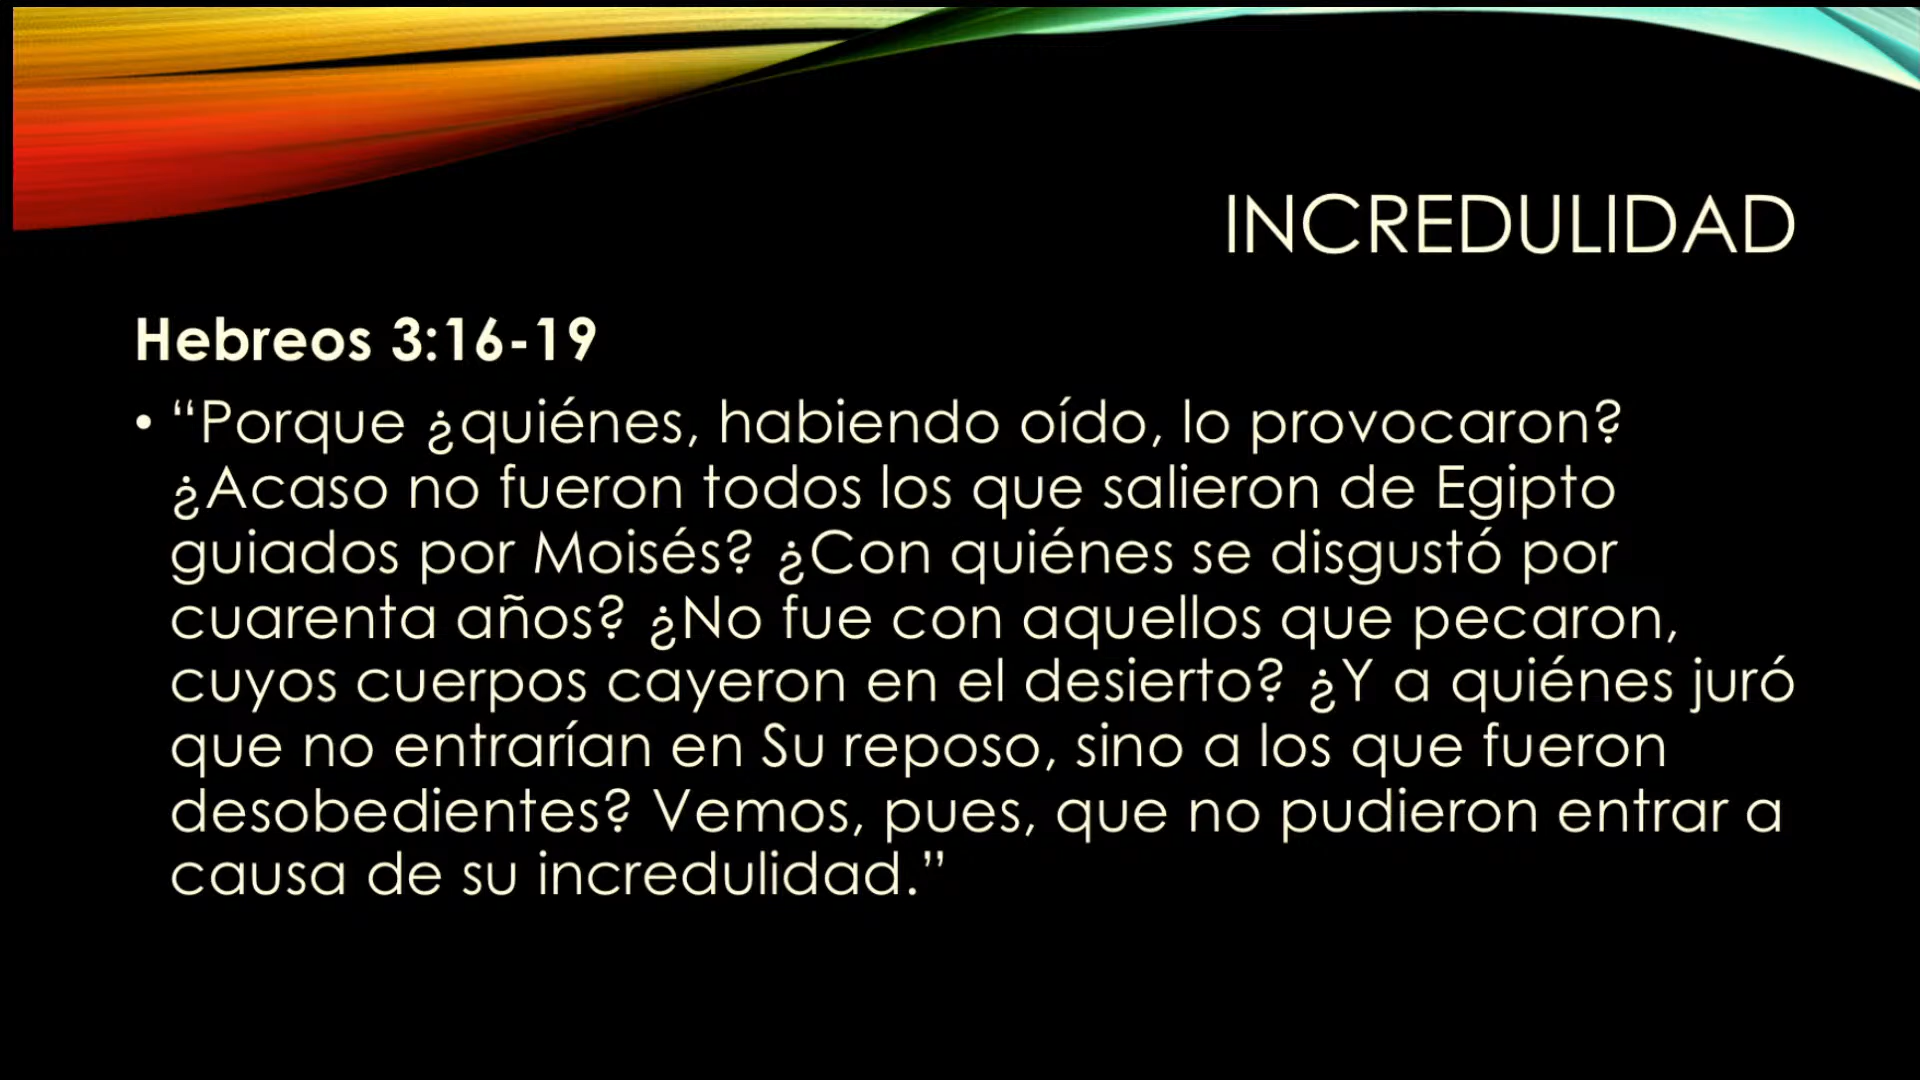 INCREDULIDAD
Hebreos 3:16-19
• “Porque ¿quiénes, habiendo oído, lo provocaron?
¿Acaso no fueron todos los que salieron de Egipto
guiados por Moisés? ¿Con quiénes se disgustó por
cuarenta años? ¿No fue con aquellos que pecaron,
cuyos cuerpos cayeron en el desierto? ¿Y a quiénes juró
que no entrarían en Su reposo, sino a los que fueron
desobedientes? Vemos, pues, que no pudieron entrar a
causa de su incredulidad.”